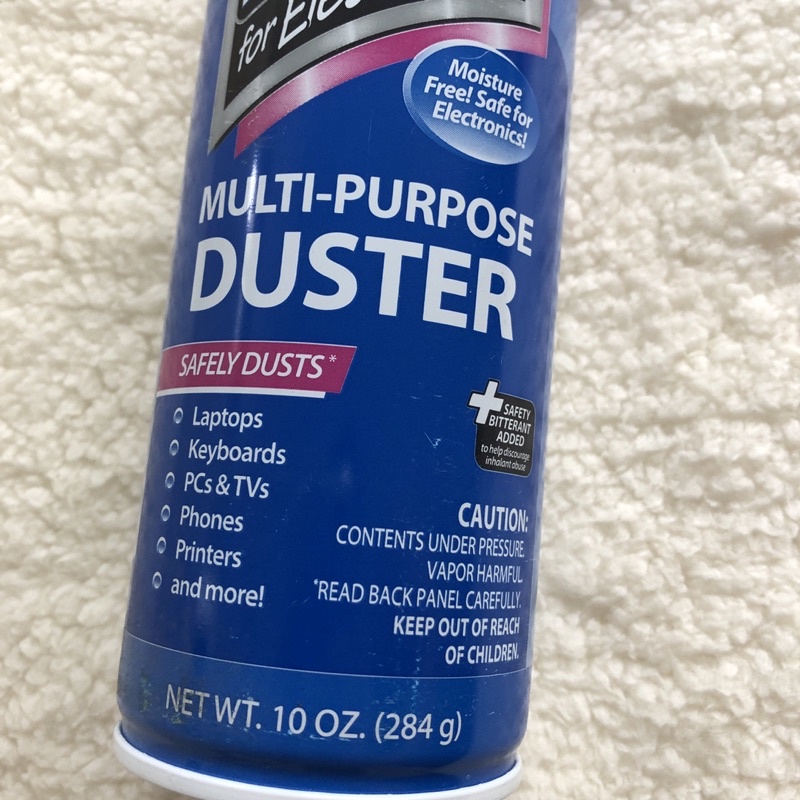 for
Moisture
Free! Safe for
Electronics!
MULTI-PURPOSE
DUSTER
SAFELY DUSTS*
Laptops
Keyboards
PCs & TVs
Phones
Printers
and more!
SAFETY
BITTERANT
ADDED
to help discourage
inhalant abuse
CAUTION:
CONTENTS UNDER PRESSURE.
VAPOR HARMFUL.
*READ BACK PANEL CAREFULLY.
KEEP OUT OF REACH
OF CHILDREN.
NET WT. 10 OZ. (284 g)